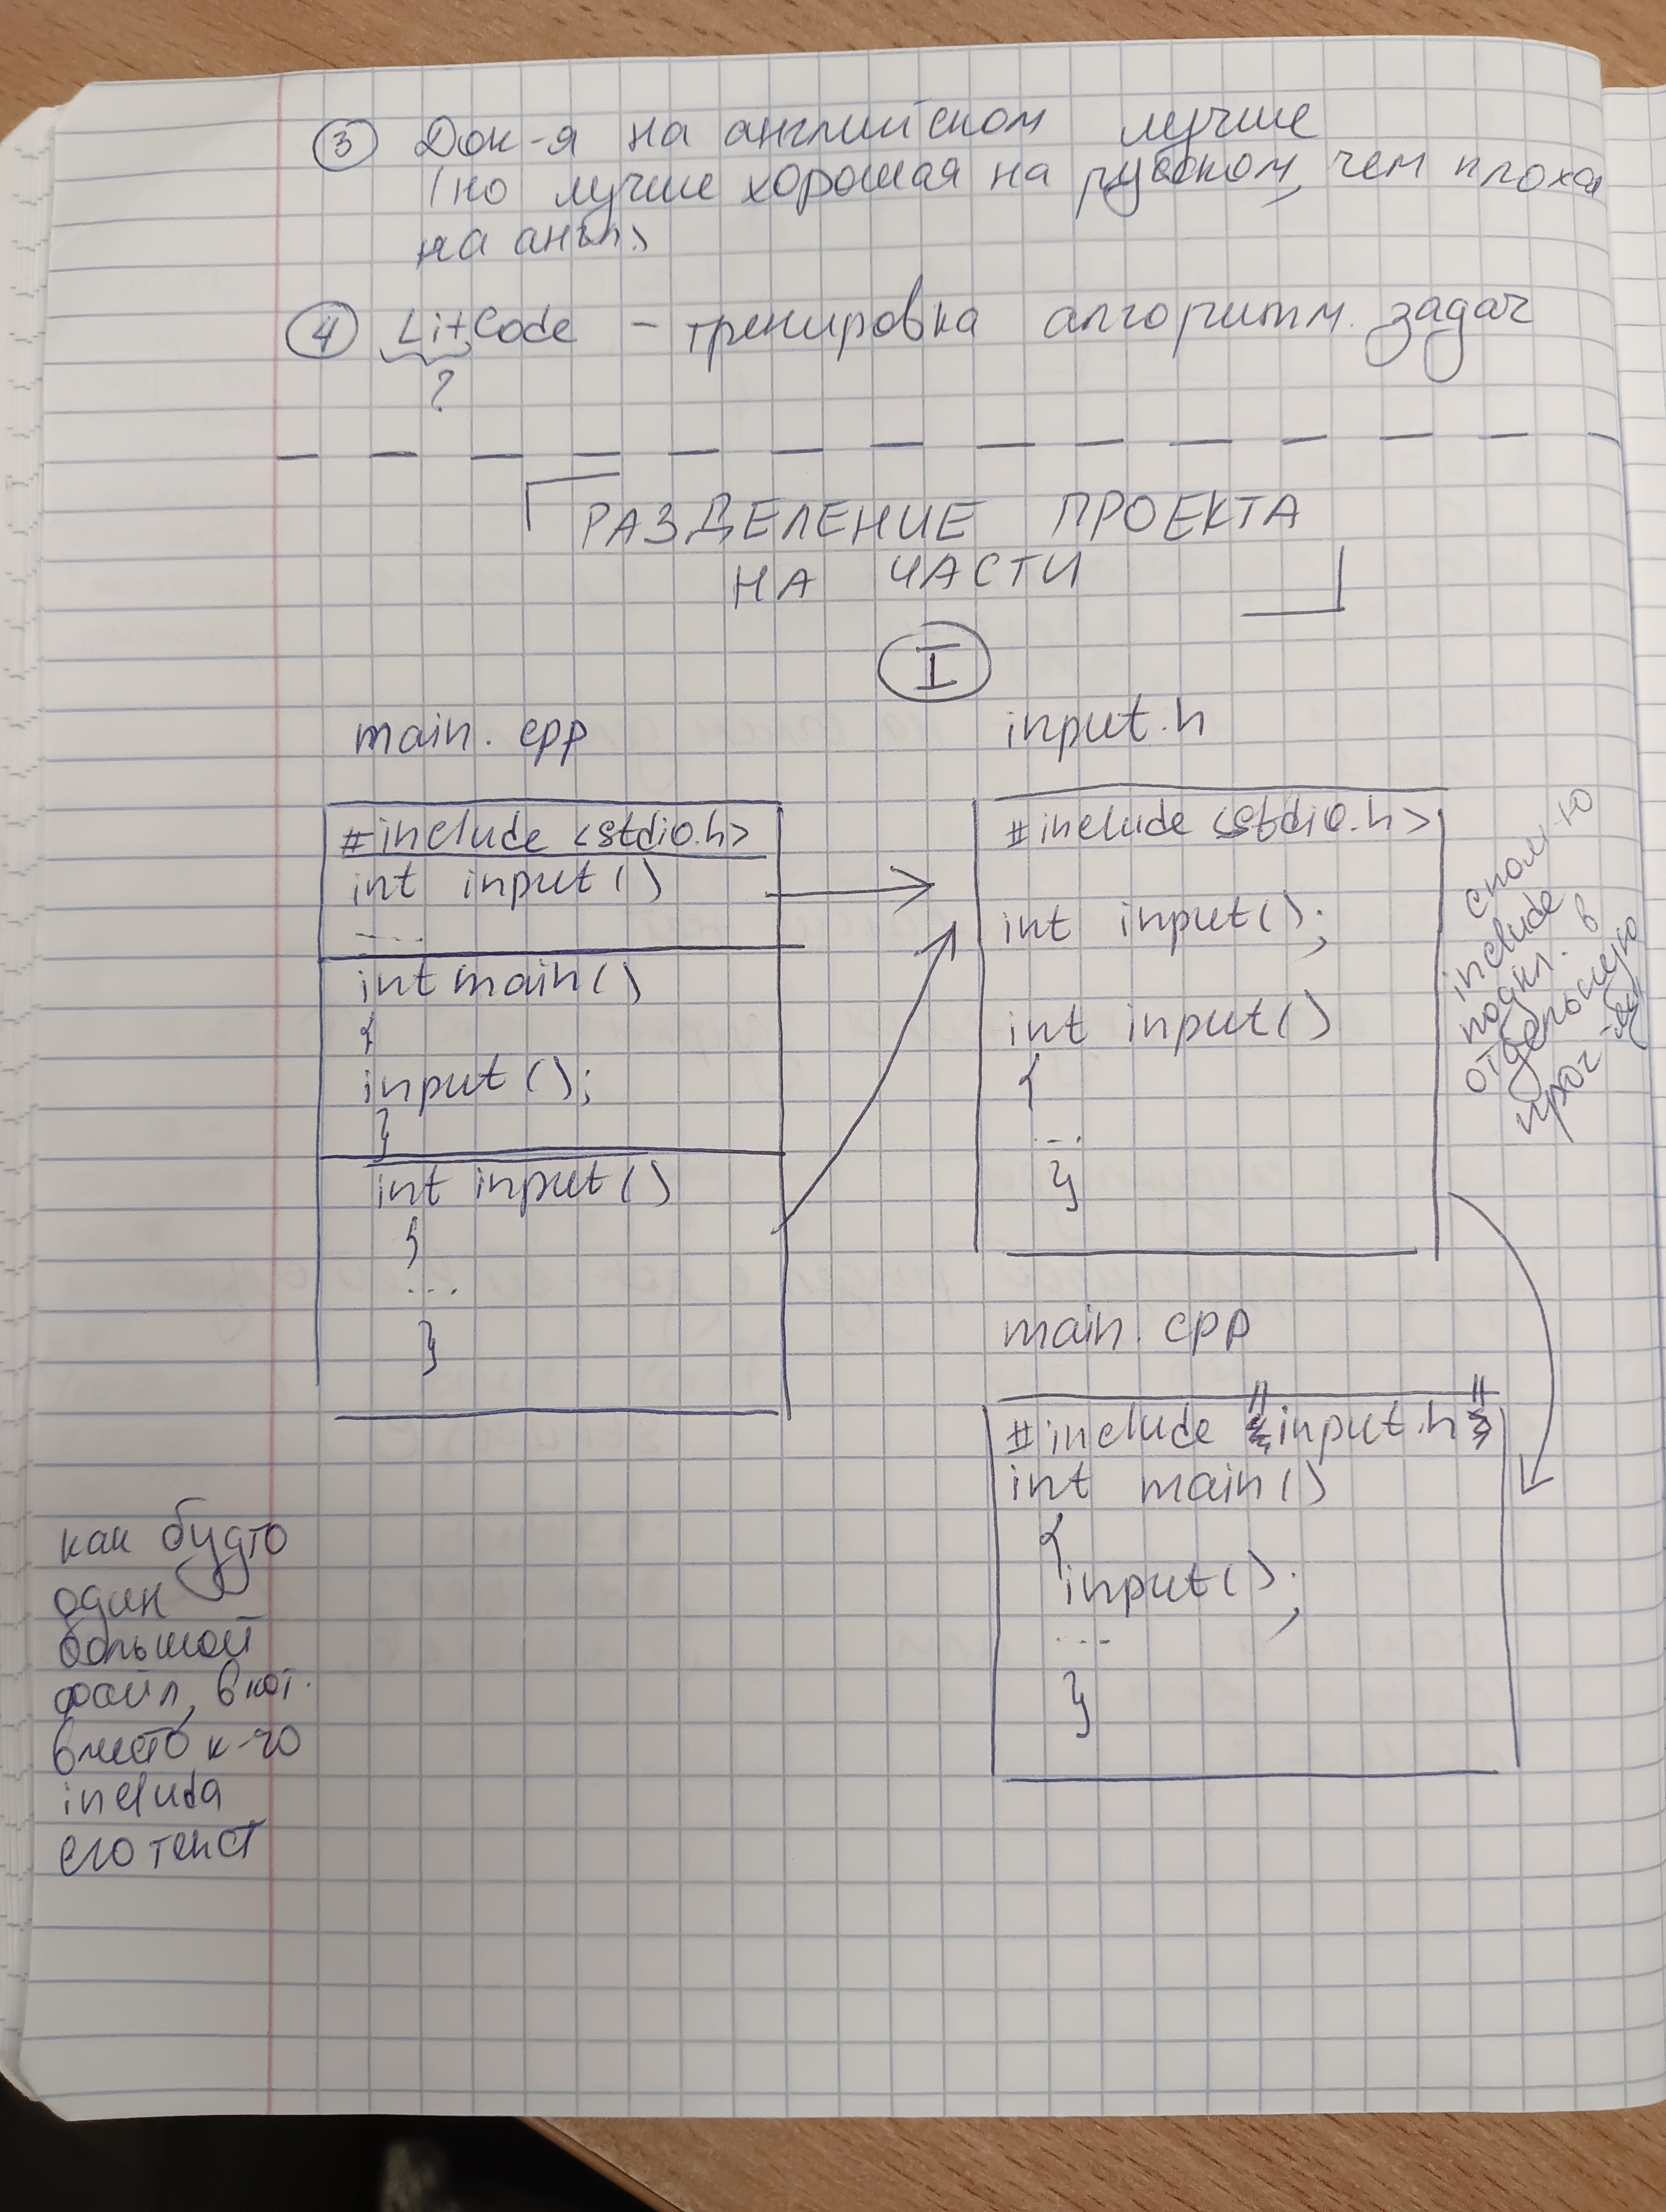 ③ Док-я на английском лучше
(но лучше хорошая на русском, чем плохая
на англ)
④ LitCode - тренировка алгоритм. задач
?
РАЗДЕЛЕНИЕ ПРОЕКТА
НА ЧАСТИ
I
main.cpp
#include <stdio.h>
int input()
....
int main()
{
input();
}
int input()
{
...
}
input.h
#include <stdio.h>
int input();
int input()
{
...
}
с пом-ю
include
подкл. в
отдельную
прог-му
main.cpp
#include "input.h"
int main()
{
input();
...
}
как будто
один
большой
файл, в кот.
вместо к-го
includa
его текст